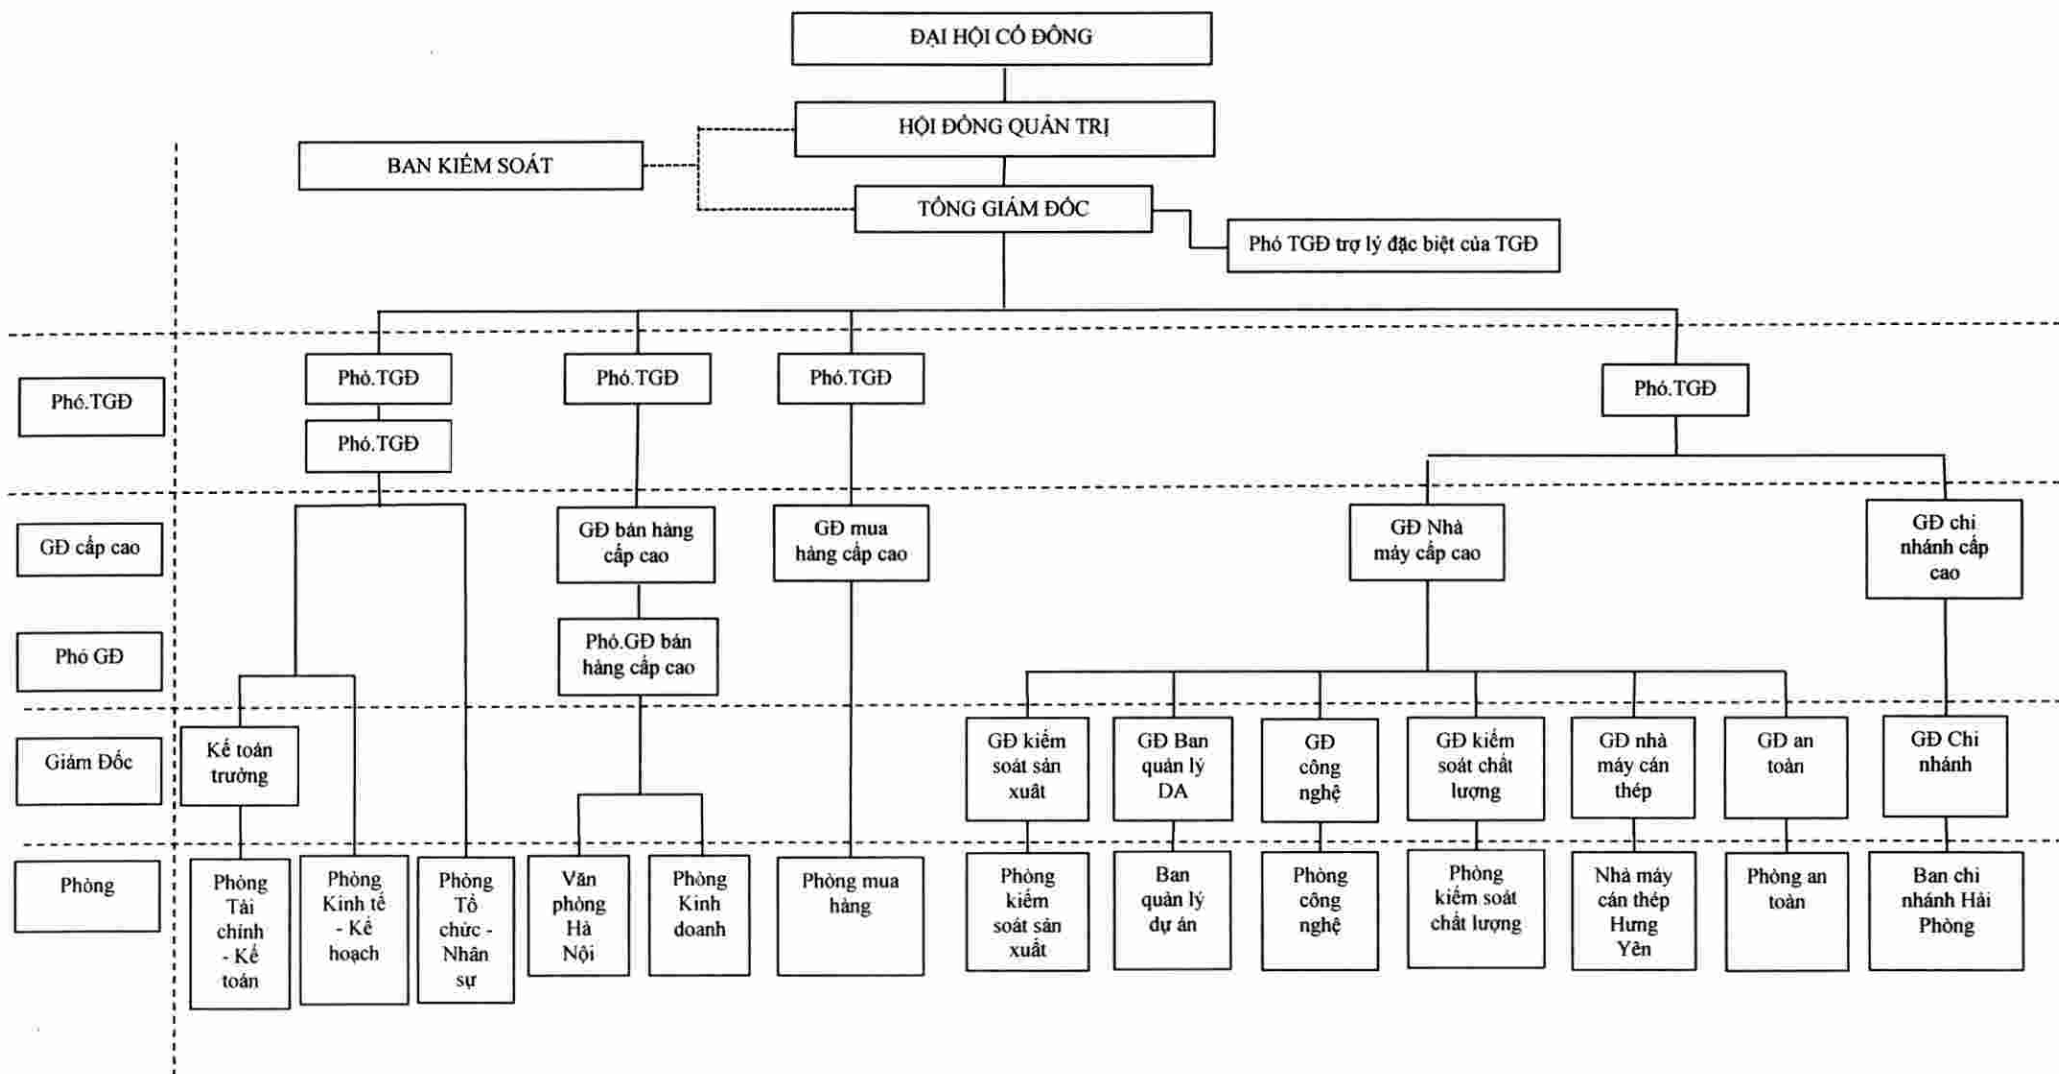 ĐẠI HỘI CỔ ĐÔNG
HỘI ĐỒNG QUẢN TRỊ
BAN KIỂM SOÁT
TỔNG GIÁM ĐỐC
Phó TGĐ trợ lý đặc biệt của TGĐ
Phó.TGĐ
Phó.TGĐ
Phó.TGĐ
Phó.TGĐ
Phó.TGĐ
Phó.TGĐ
GĐ cấp cao
GĐ bán hàng
cấp cao
GĐ mua
hàng cấp cao
GĐ Nhà
máy cấp cao
GĐ chi
nhánh cấp
cao
Phó GĐ
Phó.GĐ bán
hàng cấp cao
Giám Đốc
Kế toán
trưởng
GĐ kiểm
soát sản
xuất
GĐ Ban
quản lý
DA
GĐ
công
nghệ
GĐ kiểm
soát chất
lượng
GĐ nhà
máy cán
thép
GĐ an
toàn
GĐ Chi
nhánh
Phòng
Phòng
Tài
chính
- Kế
toán
Phòng
Kinh tế
- Kế
hoạch
Phòng
Tổ
chức -
Nhân
sự
Văn
phòng
Hà
Nội
Phòng
Kinh
doanh
Phòng mua
hàng
Phòng
kiểm
soát sản
xuất
Ban
quản lý
dự án
Phòng
công
nghệ
Phòng
kiểm soát
chất lượng
Nhà máy
cán thép
Hưng
Yên
Phòng an
toàn
Ban chi
nhánh Hải
Phòng